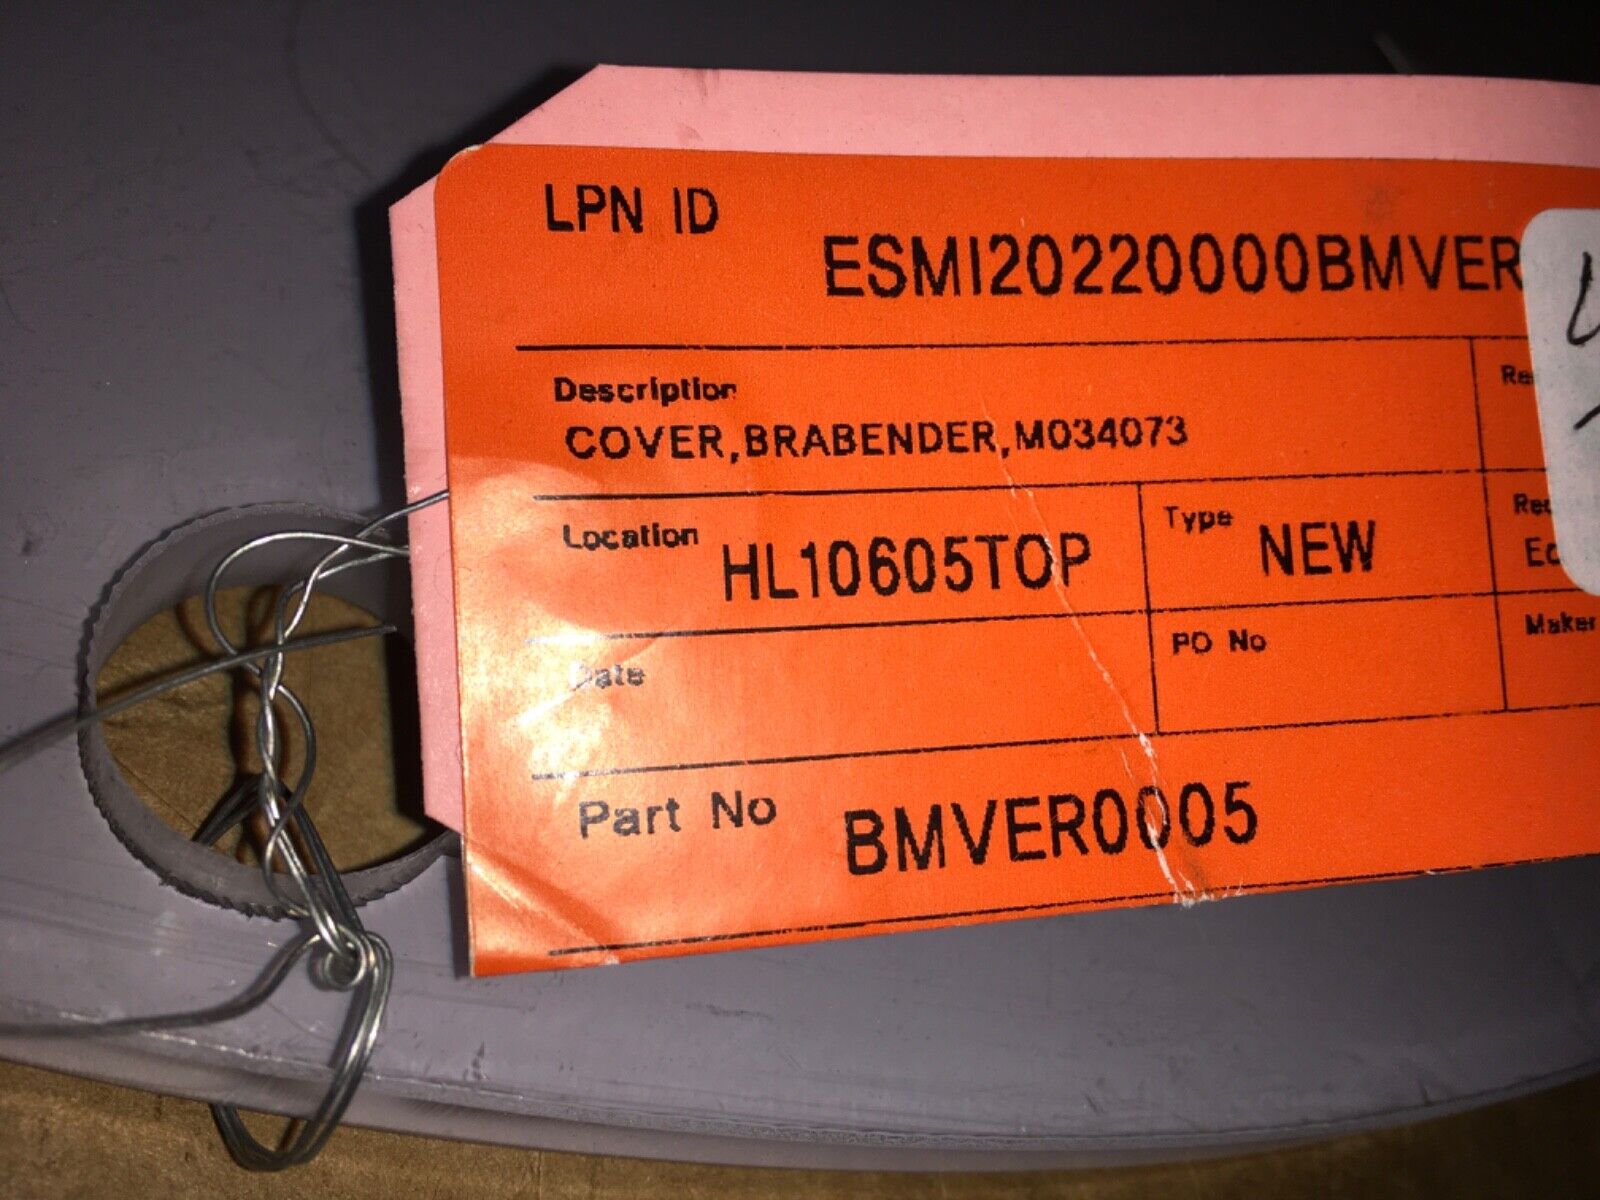 LPN ID
ESMI20220000BMVER
Description
COVER,BRABENDER,M034073
Location HL10605TOP
Type NEW
Date
PO No
Maker
Part No BMVER0005